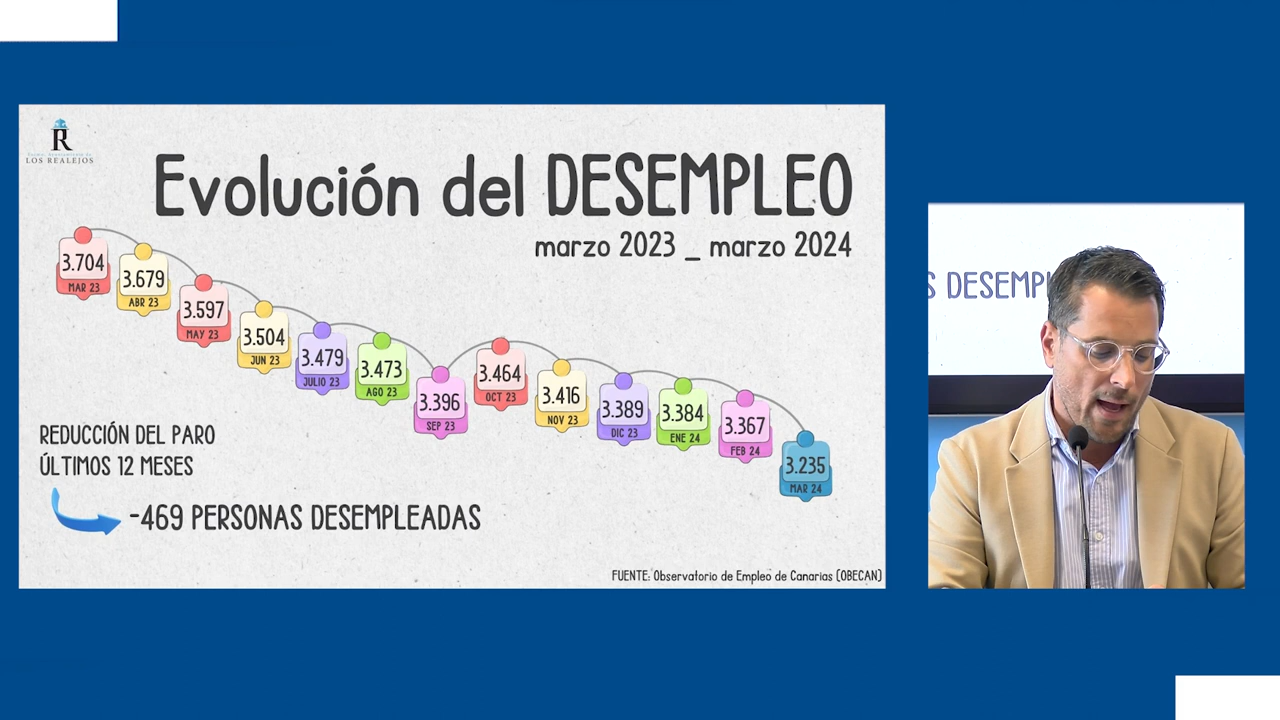 R
LOS REALEJOS
Evolución del DESEMPLEO
marzo 2023 _ marzo 2024
3.704
MAR 23
3.679
ABR 23
3.597
MAY 23
3.504
JUN 23
3.479
JULIO 23
3.473
AGO 23
3.396
SEP 23
3.464
OCT 23
3.416
NOV 23
3.389
DIC 23
3.384
ENE 24
3.367
FEB 24
3.235
MAR 24
REDUCCIÓN DEL PARO
ÚLTIMOS 12 MESES
-469 PERSONAS DESEMPLEADAS
FUENTE: Observatorio de Empleo de Canarias (OBECAN)
S DESEMPL